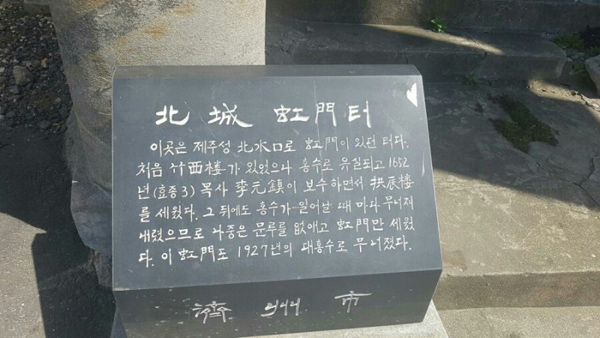 北城 虹門터
이곳은 제주성 北水口로 虹門이 있던 터다.
처음 竹西樓가 있었으나 홍수로 유실되고 1652
년(효종3) 목사 李元鎭이 보수하면서 拱辰樓
를 세웠다. 그 뒤에도 홍수가 일어날 때마다 무너져
내렸으므로 나중은 문루를 없애고 虹門만 세웠
다. 이 虹門도 1927년의 대홍수로 무너졌다.
濟州市